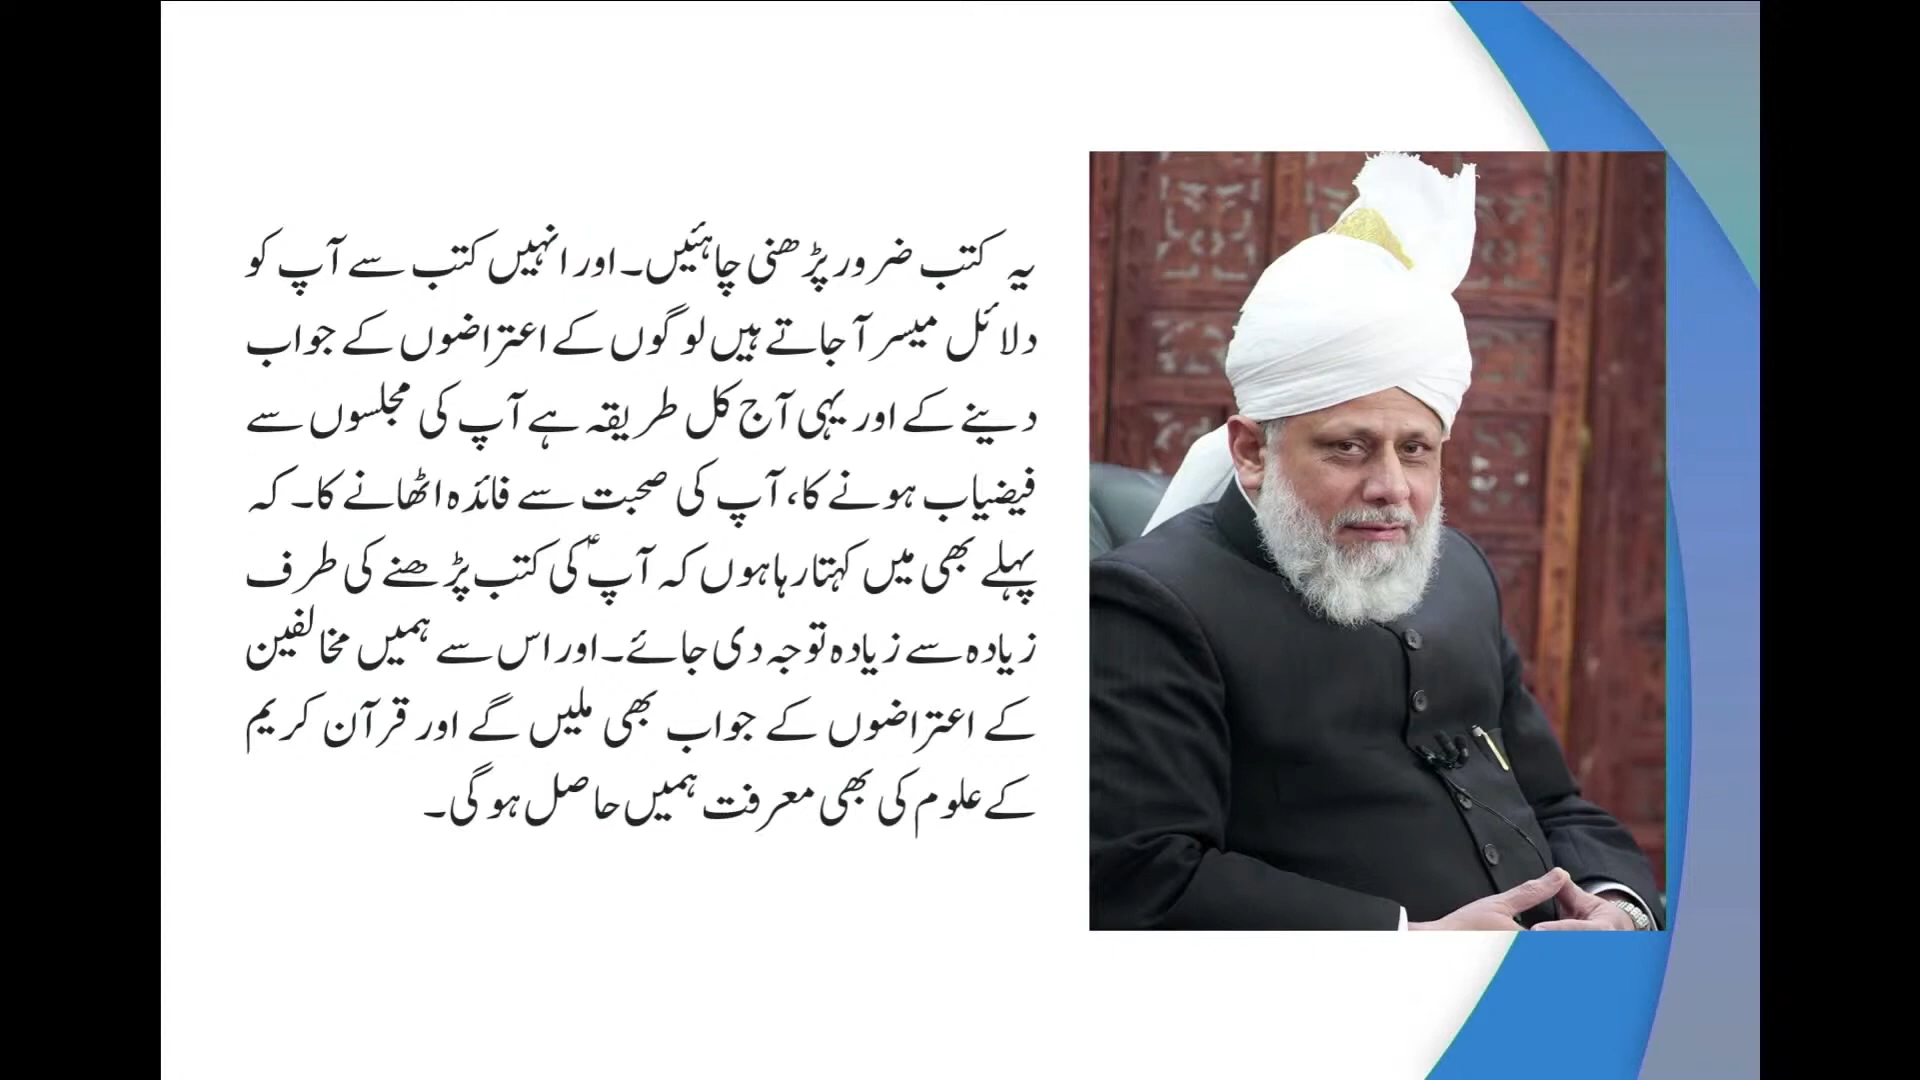 یہ کتب ضرور پڑھنی چاہئیں۔ اور انہیں کتب سے آپ کو
دلائل میسر آ جاتے ہیں لوگوں کے اعتراضوں کے جواب
دینے کے اور یہی آج کل طریقہ ہے آپ کی مجلسوں سے
فیضیاب ہونے کا، آپ کی صحبت سے فائدہ اٹھانے کا۔ کہ
پہلے بھی میں کہتا رہا ہوں کہ آپؑ کی کتب پڑھنے کی طرف
زیادہ سے زیادہ توجہ دی جائے۔ اور اس سے ہمیں مخالفین
کے اعتراضوں کے جواب بھی ملیں گے اور قرآن کریم
کے علوم کی بھی معرفت ہمیں حاصل ہو گی۔